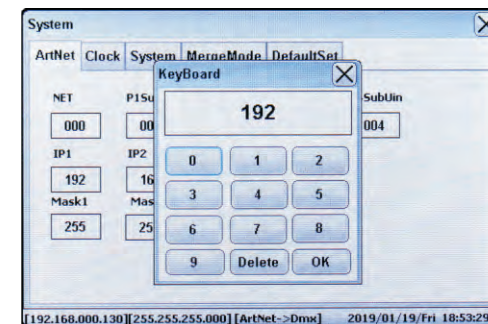 System
ArtNet Clock System MergeMode DefaultSet
KeyBoard
NET P1Su SubUin
000 00 192 004
IP1 IP2
192 16
0 1 2
Mask1 Mas
3 4 5
255 25
6 7 8
9 Delete OK
[192.168.000.130][255.255.255.000][ArtNet->Dmx] 2019/01/19/Fri 18:53:29